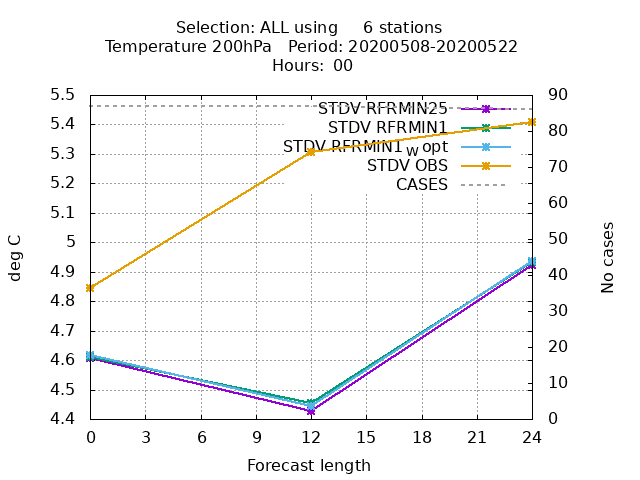 Selection: ALL using     6 stations
Temperature 200hPa   Period: 20200508-20200522
Hours:  00
5.5
5.4
5.3
5.2
5.1
5
4.9
4.8
4.7
4.6
4.5
4.4
deg C
STDV RFRMIN25
STDV RFRMIN1
STDV RFRMIN1_w opt
STDV OBS
CASES
90
80
70
60
50
40
30
20
10
0
No cases
0 3 6 9 12 15 18 21 24
Forecast length